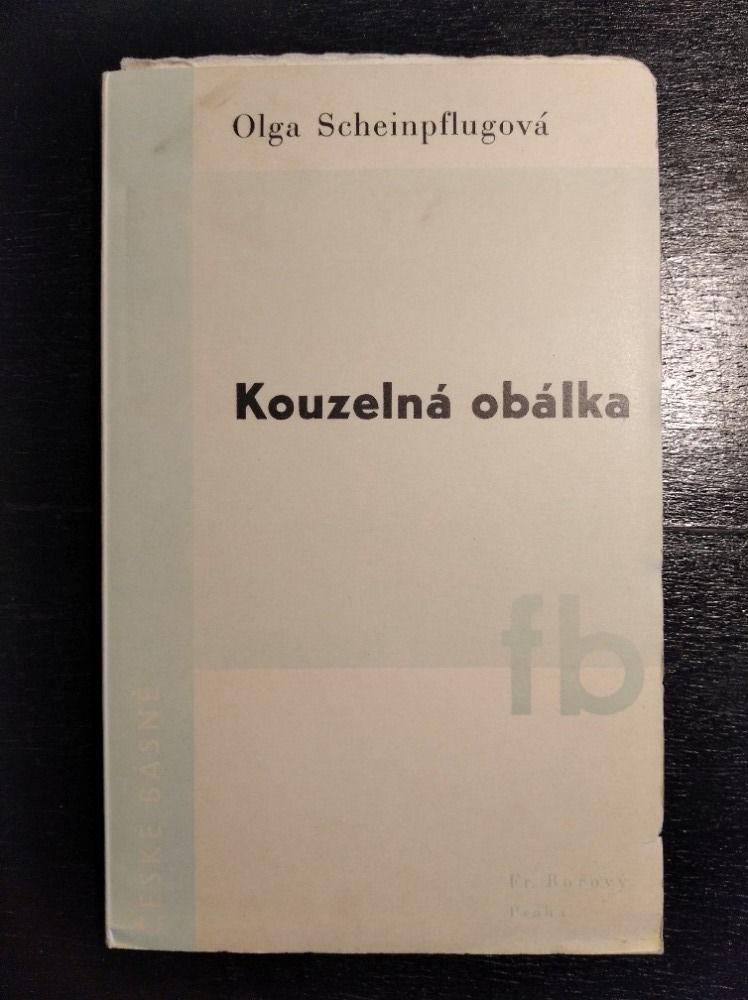 Olga Scheinpflugová
Kouzelná obálka
fb
ČESKÉ BÁSNĚ
Fr. Borový
Praha